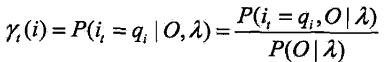 γ_t(i) = P(i_t = q_i | O, λ) = P(i_t = q_i, O | λ) / P(O | λ)